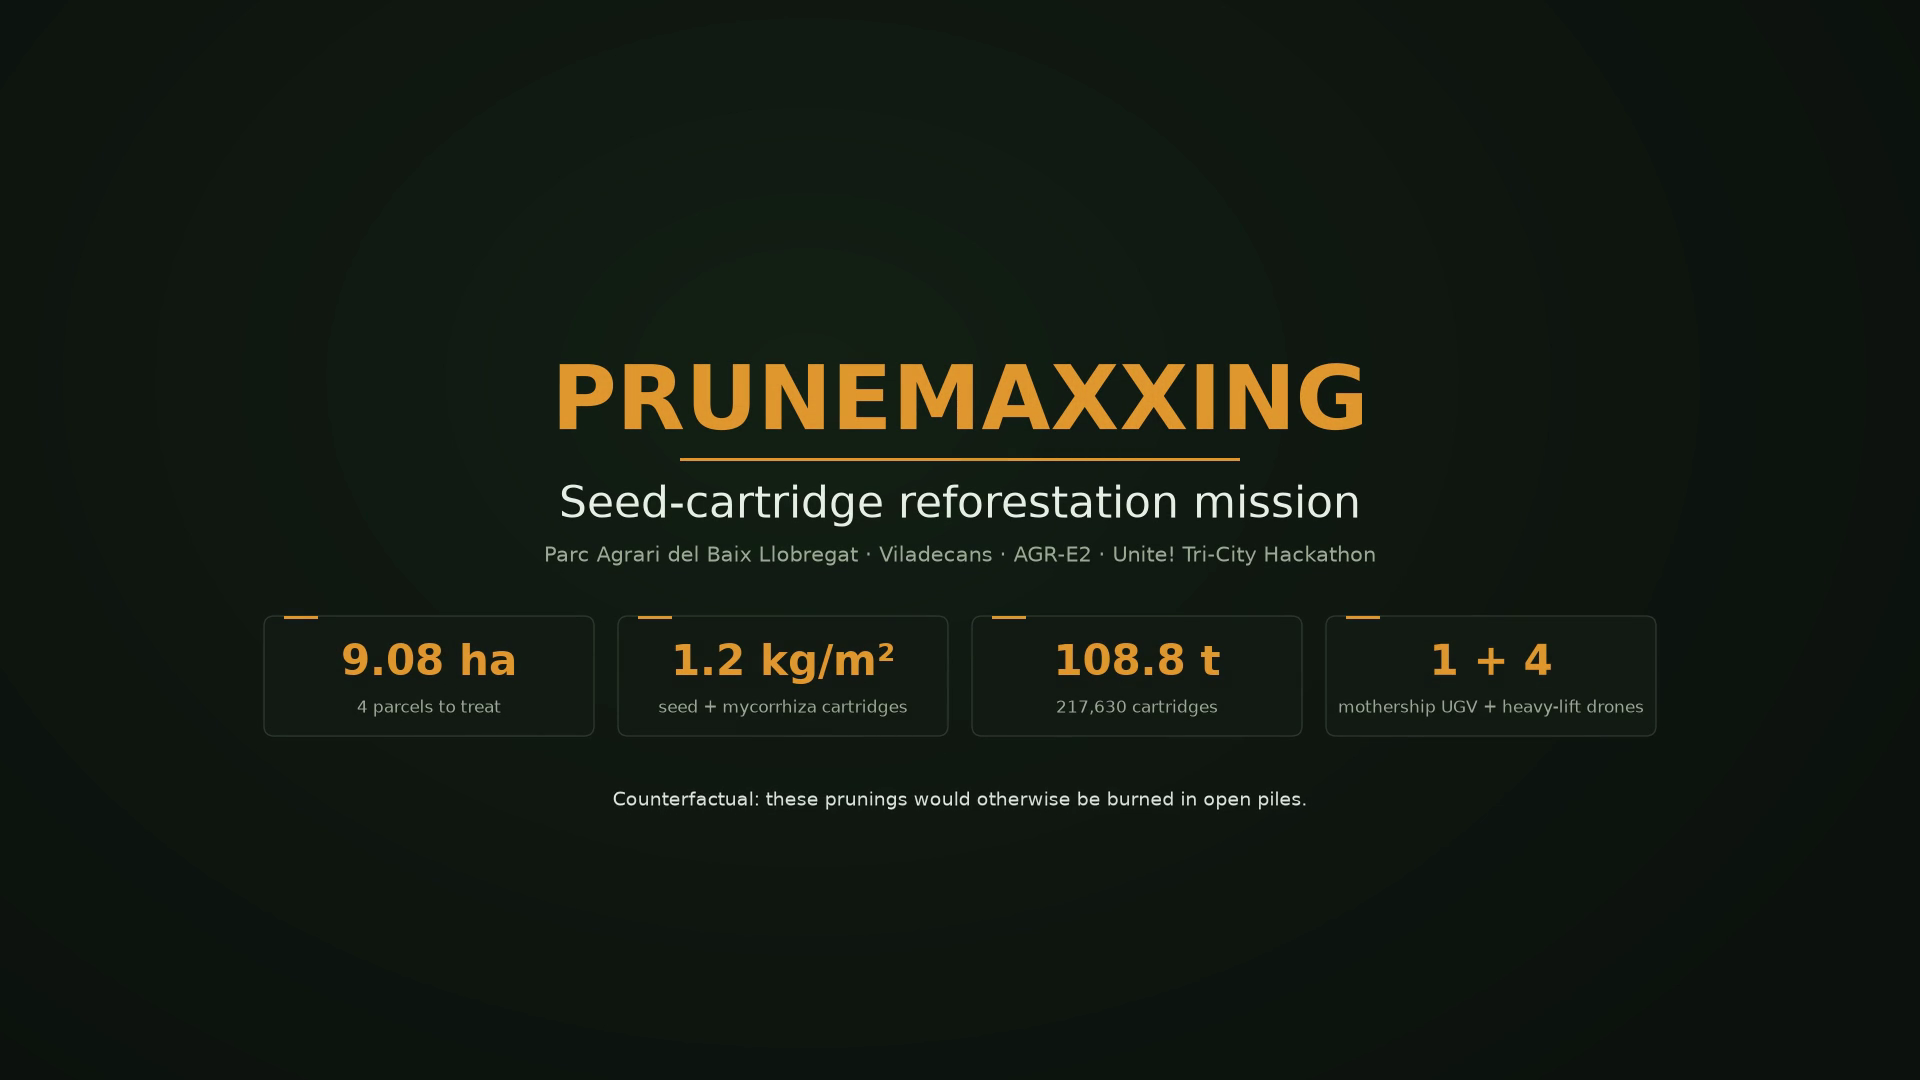 PRUNEMAXXING
Seed-cartridge reforestation mission
Parc Agrari del Baix Llobregat · Viladecans · AGR-E2 · Unite! Tri-City Hackathon
9.08 ha
4 parcels to treat
1.2 kg/m²
seed + mycorrhiza cartridges
108.8 t
217,630 cartridges
1 + 4
mothership UGV + heavy-lift drones
Counterfactual: these prunings would otherwise be burned in open piles.